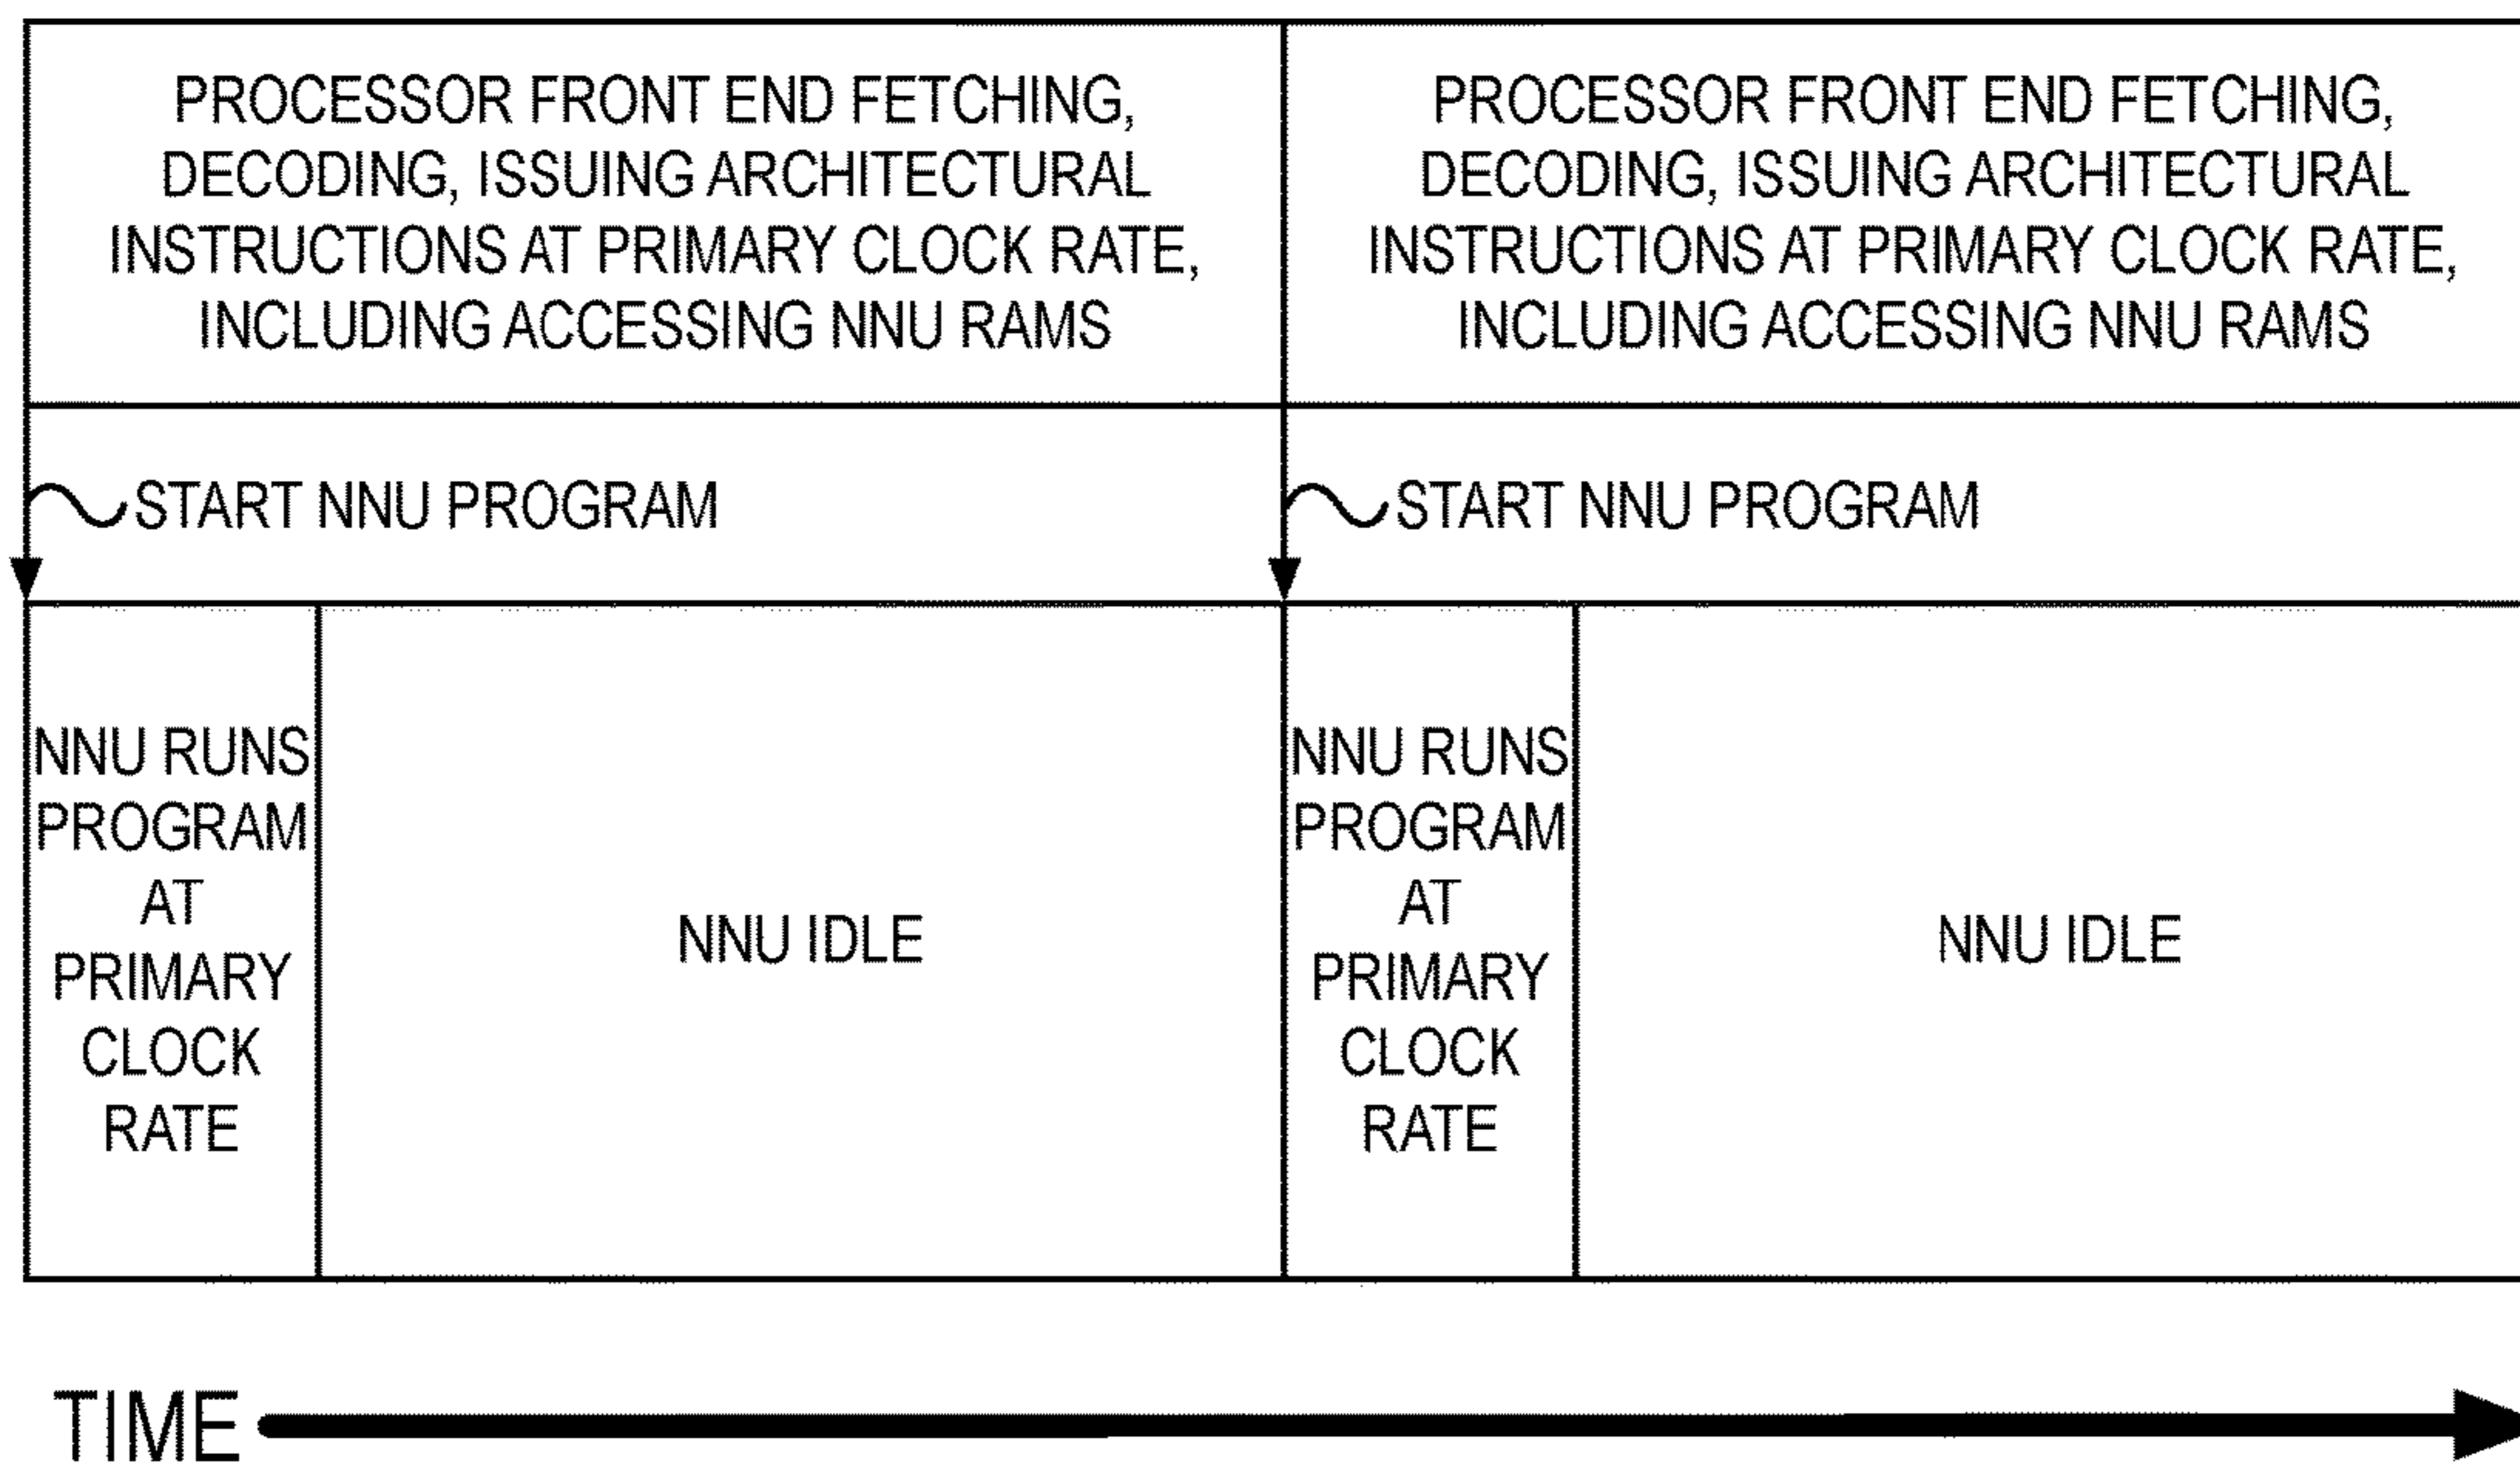 PROCESSOR FRONT END FETCHING,
DECODING, ISSUING ARCHITECTURAL
INSTRUCTIONS AT PRIMARY CLOCK RATE,
INCLUDING ACCESSING NNU RAMS
PROCESSOR FRONT END FETCHING,
DECODING, ISSUING ARCHITECTURAL
INSTRUCTIONS AT PRIMARY CLOCK RATE,
INCLUDING ACCESSING NNU RAMS
START NNU PROGRAM
START NNU PROGRAM
NNU RUNS
PROGRAM
AT
PRIMARY
CLOCK
RATE
NNU IDLE
NNU RUNS
PROGRAM
AT
PRIMARY
CLOCK
RATE
NNU IDLE
TIME